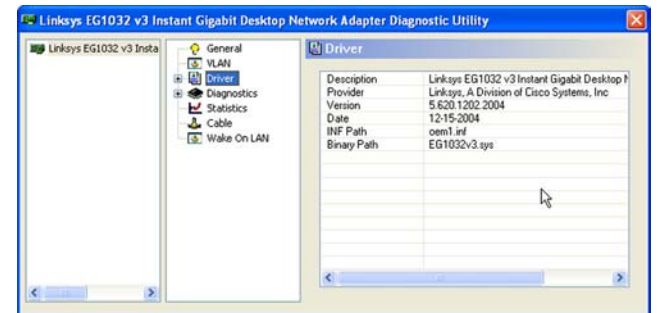 Linksys EG1032 v3 Instant Gigabit Desktop Network Adapter Diagnostic Utility
Linksys EG1032 v3 Insta
General
VLAN
Driver
Diagnostics
Statistics
Cable
Wake On LAN
Driver
Description Linksys EG1032 v3 Instant Gigabit Desktop N
Provider Linksys, A Division of Cisco Systems, Inc
Version 5.620.1202.2004
Date 12-15-2004
INF Path oem1.inf
Binary Path EG1032v3.sys